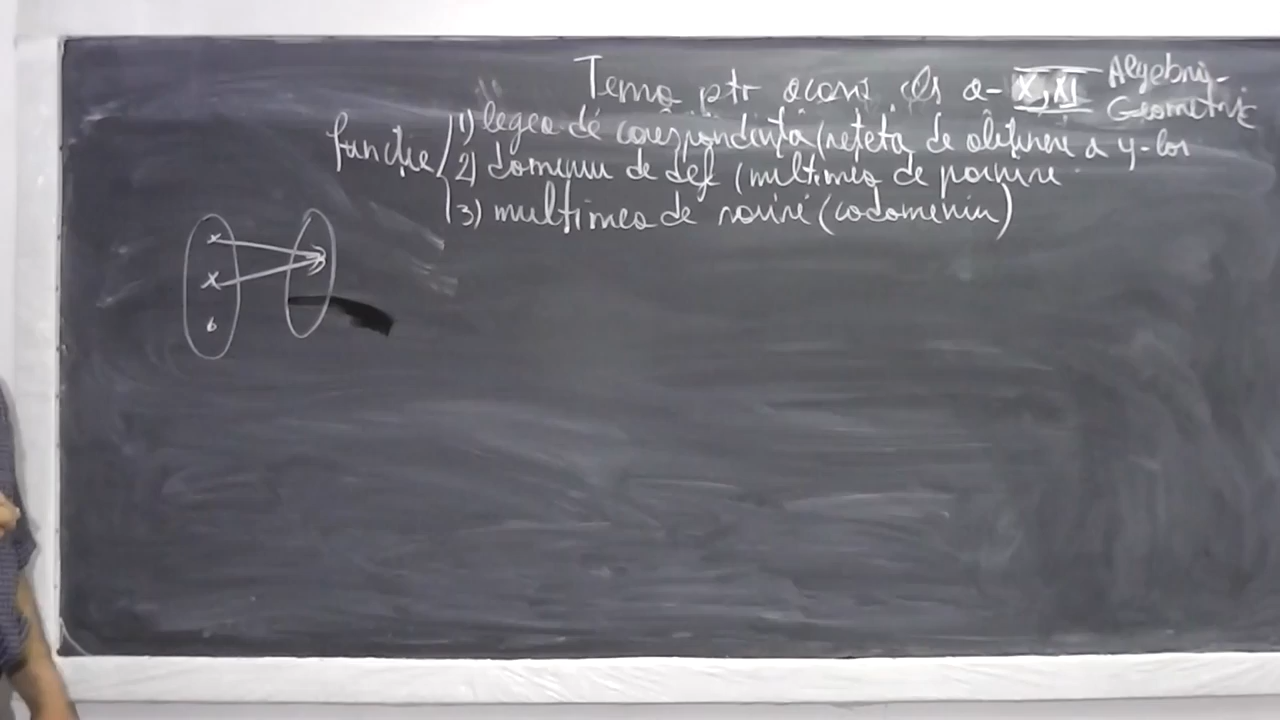 Tema ptr acasă cls a- X, XI Algebră-
Geometrie
funcție
1) legea de corespondență (rețeta de obținere a y-lor
2) domeniu de def (mulțimea de pornire
3) mulțimea de sosire (codomeniu)
x
x